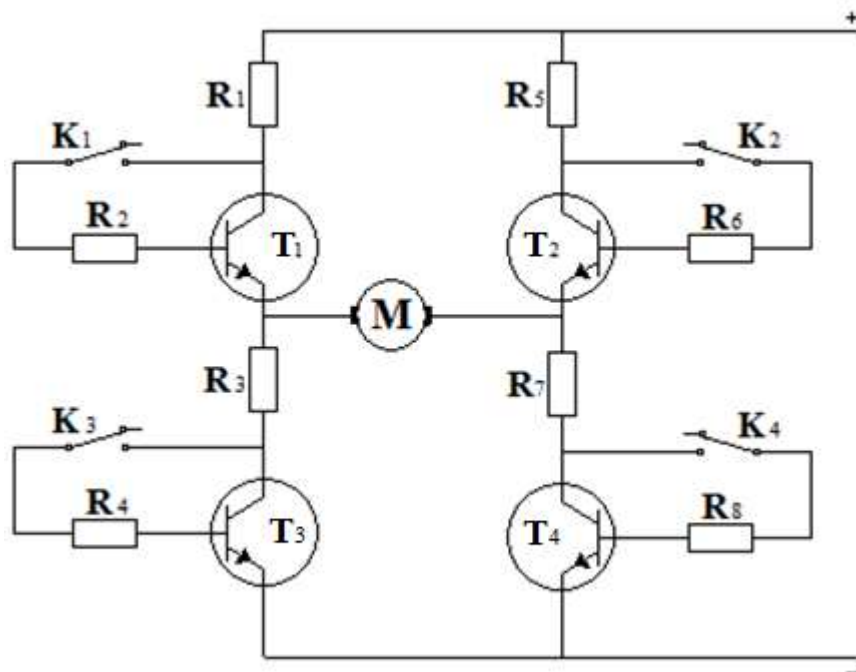 +
R1 R5
K1 K2
R2 R6
T1 T2
M
R3 R7
K3 K4
R4 R8
T3 T4
-